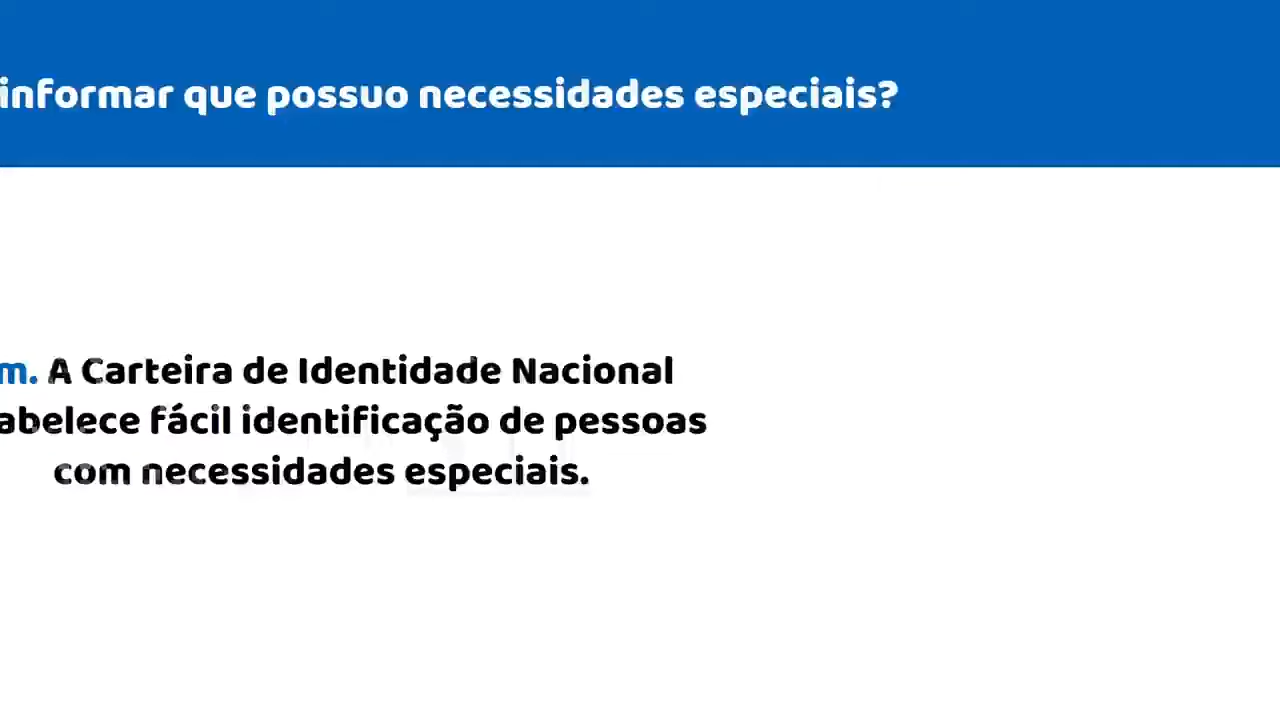 informar que possuo necessidades especiais?
m. A Carteira de Identidade Nacional
abelece fácil identificação de pessoas
com necessidades especiais.